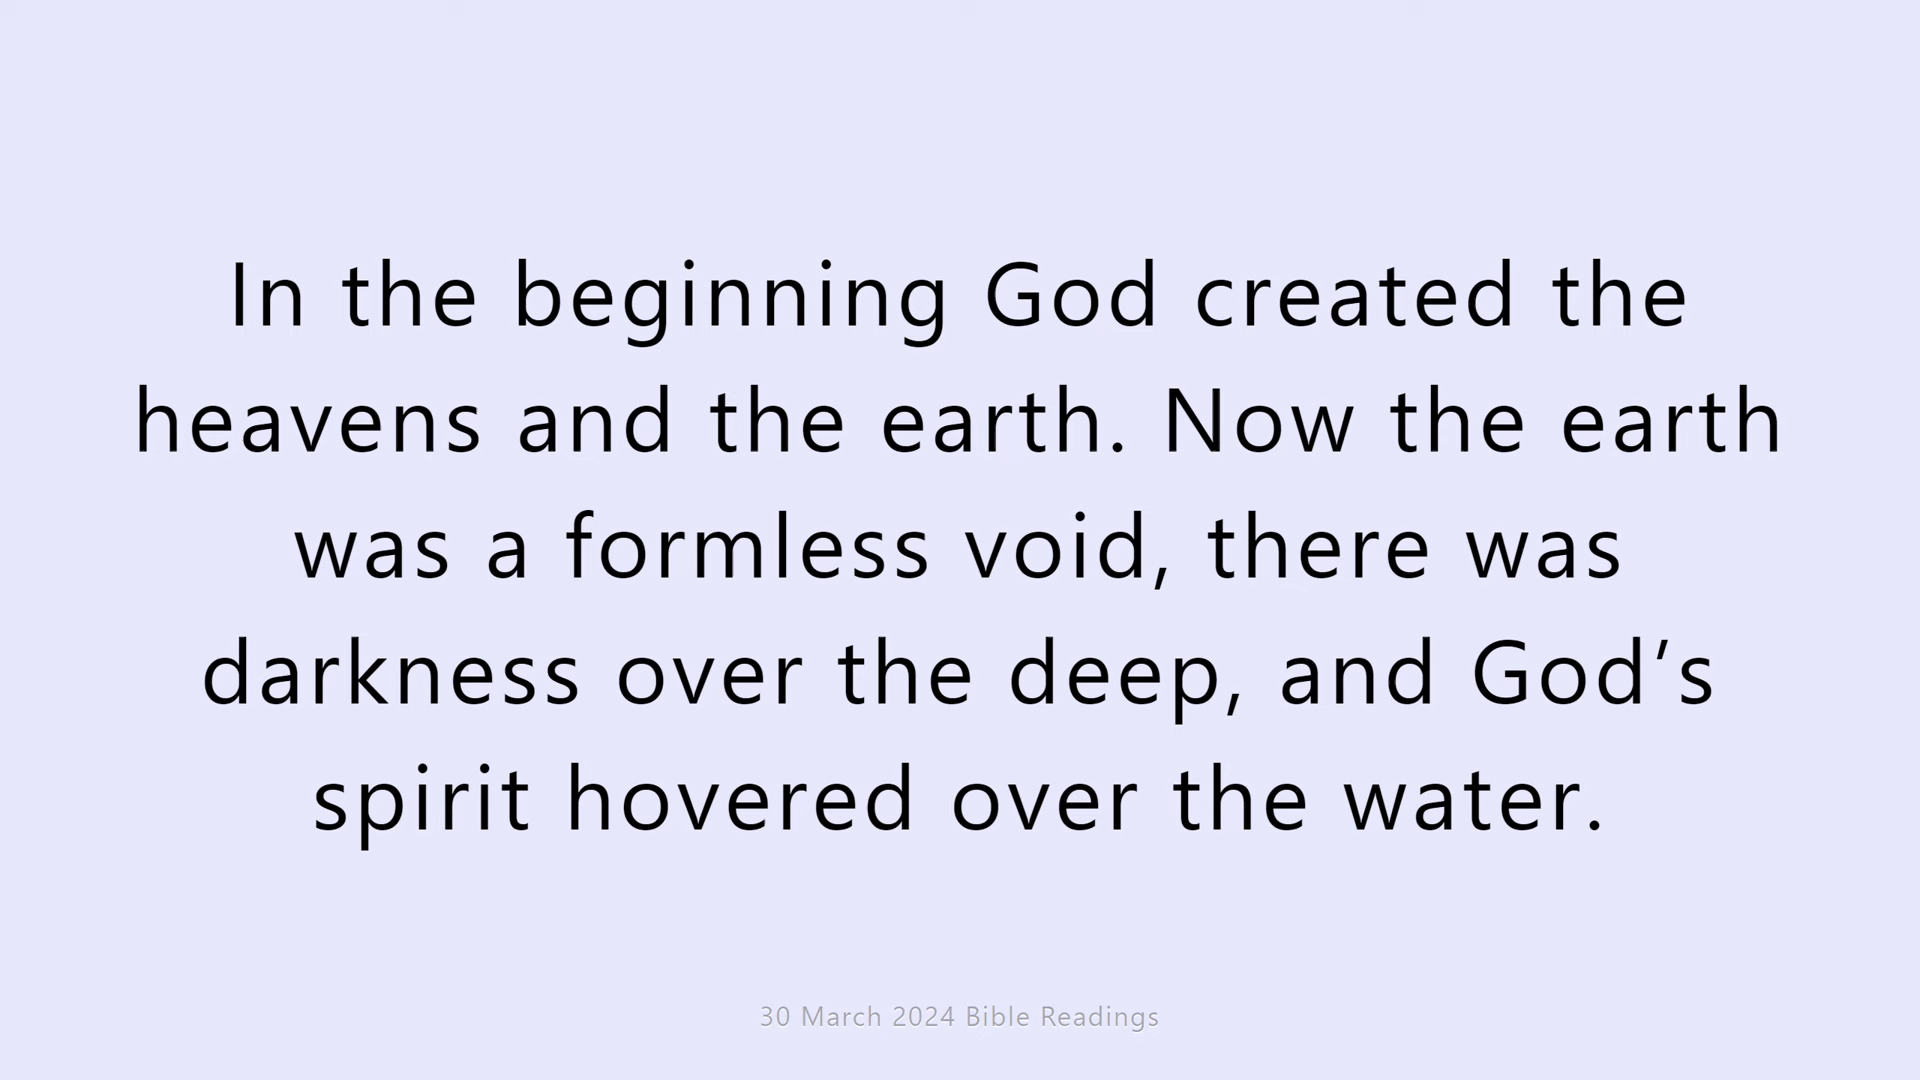 In the beginning God created the
heavens and the earth. Now the earth
was a formless void, there was
darkness over the deep, and God’s
spirit hovered over the water.
30 March 2024 Bible Readings